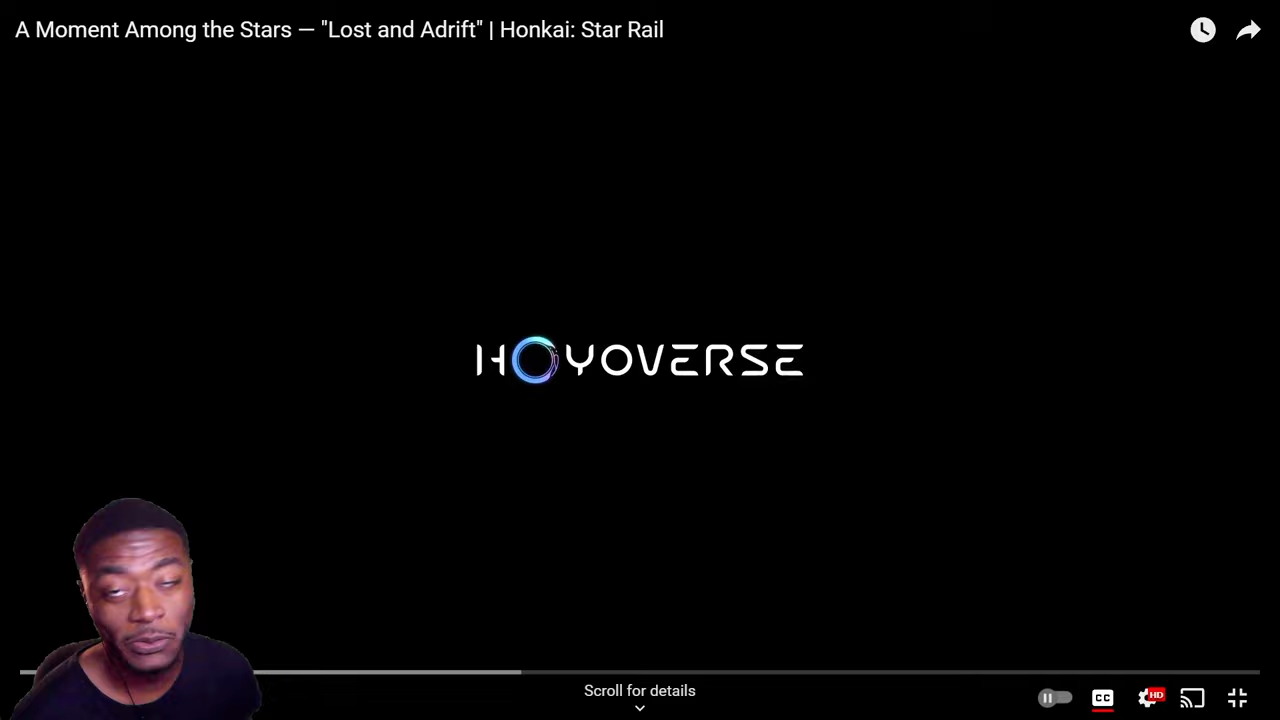 A Moment Among the Stars — "Lost and Adrift" | Honkai: Star Rail
HOYOVERSE
Scroll for details
CC
HD